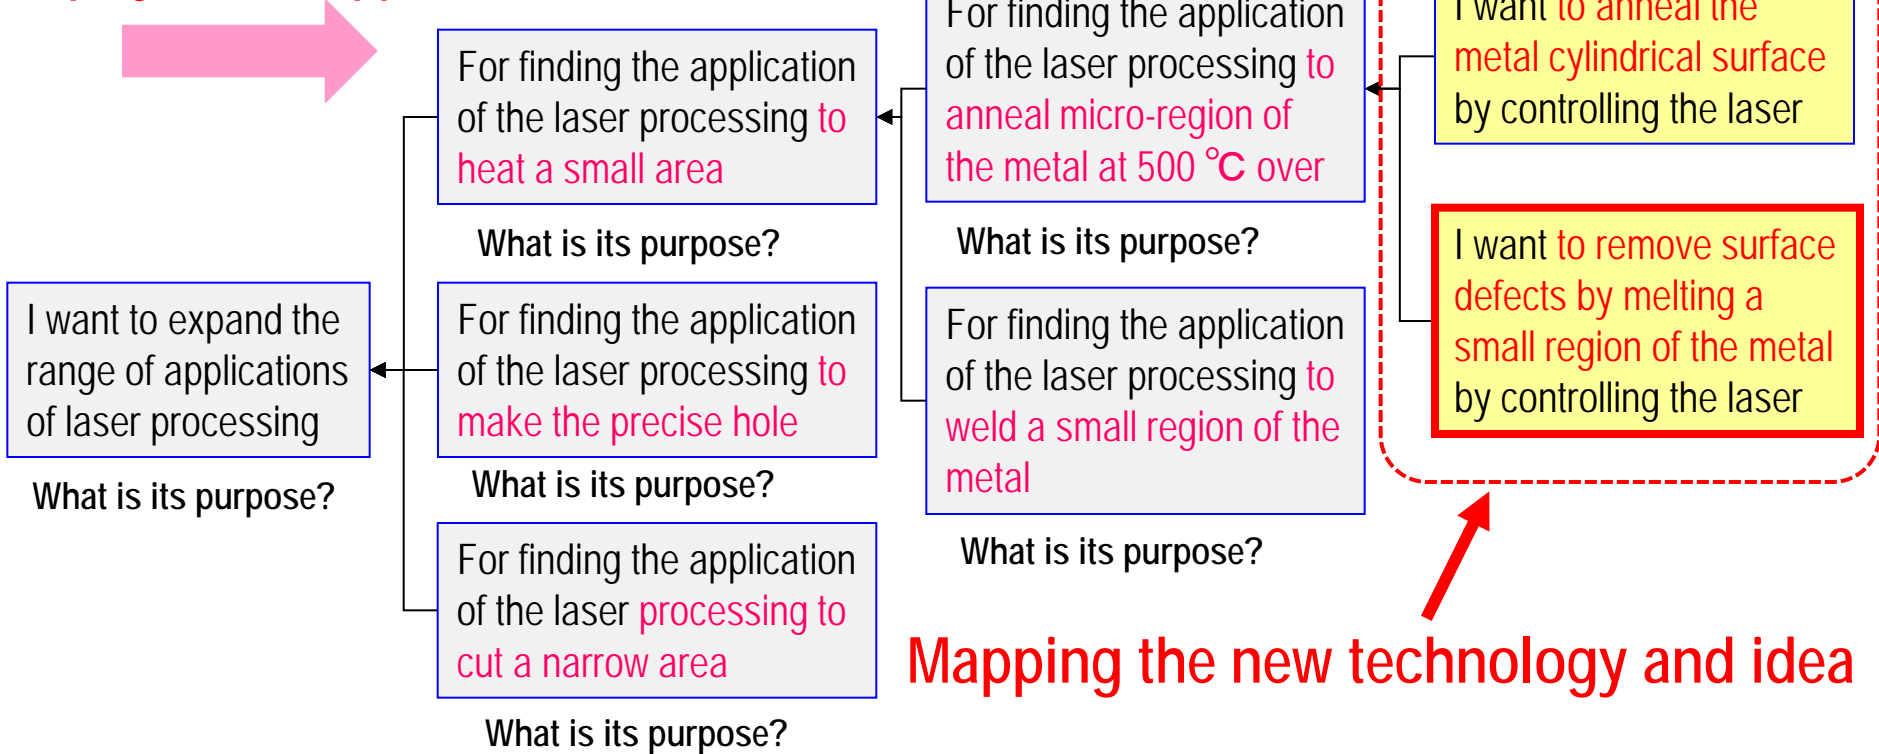 I want to expand the
range of applications
of laser processing
What is its purpose?
For finding the application
of the laser processing to
heat a small area
What is its purpose?
For finding the application
of the laser processing to
make the precise hole
What is its purpose?
For finding the application
of the laser processing to
cut a narrow area
What is its purpose?
For finding the application
of the laser processing to
anneal micro-region of
the metal at 500 ℃ over
What is its purpose?
For finding the application
of the laser processing to
weld a small region of the
metal
What is its purpose?
I want to anneal the
metal cylindrical surface
by controlling the laser
I want to remove surface
defects by melting a
small region of the metal
by controlling the laser
Mapping the new technology and idea